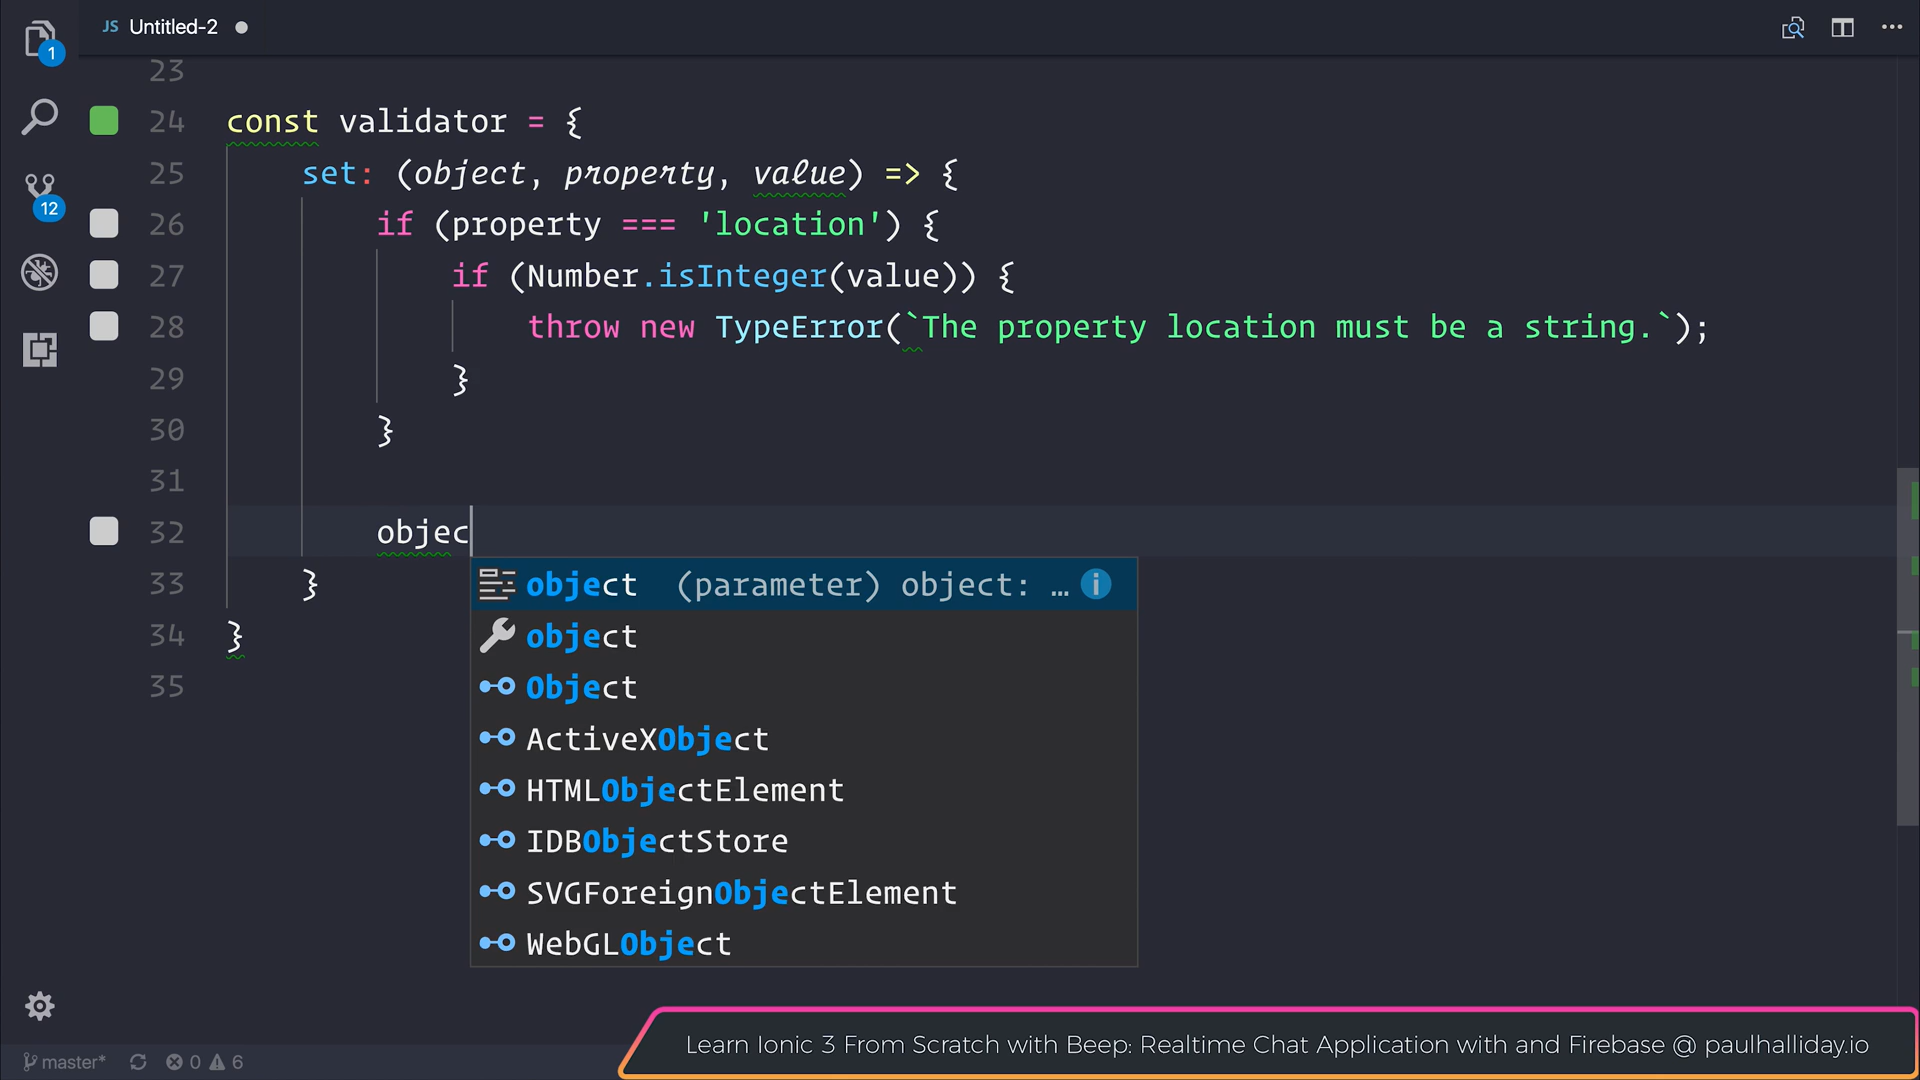 1
JS Untitled-2
12
23
24 const validator = {
25 set: (object, property, value) => {
26 if (property === 'location') {
27 if (Number.isInteger(value)) {
28 throw new TypeError(`The property location must be a string.`);
29 }
30 }
31
32 objec
33 }
34 }
35
object (parameter) object: … i
object
Object
ActiveXObject
HTMLObjectElement
IDBObjectStore
SVGForeignObjectElement
WebGLObject
Learn Ionic 3 From Scratch with Beep: Realtime Chat Application with and Firebase @ paulhalliday.io
master* 0 6